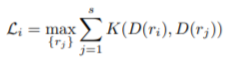 \mathcal{L}_i = \max_{\{r_j\}} \sum_{j=1}^{s} K(D(r_i), D(r_j))